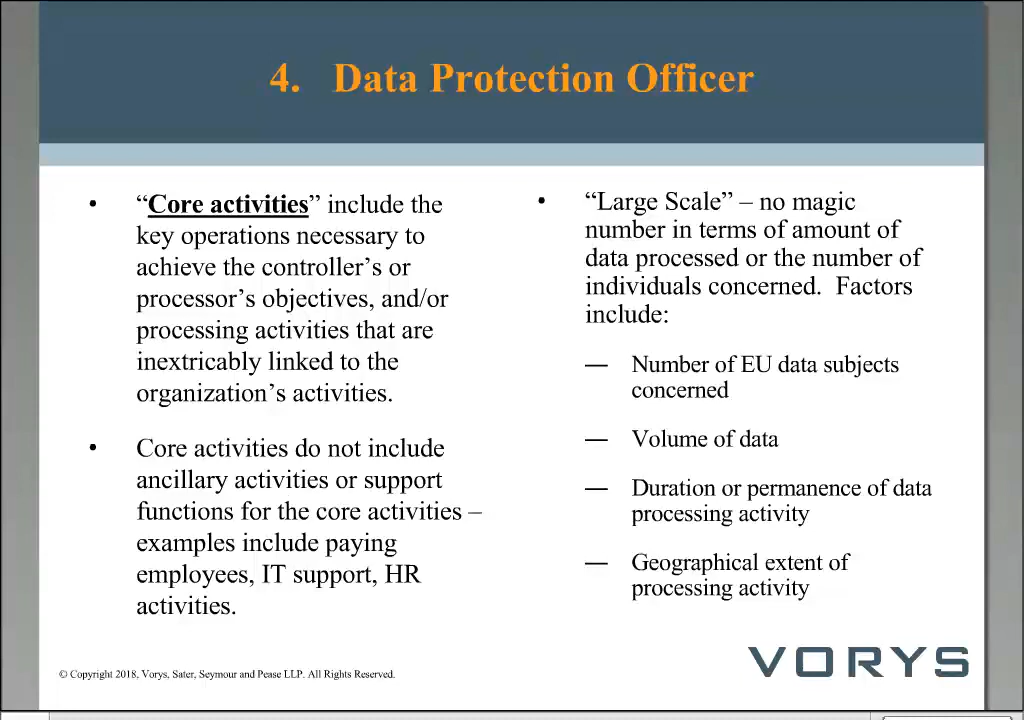 4. Data Protection Officer
• “Core activities” include the
key operations necessary to
achieve the controller’s or
processor’s objectives, and/or
processing activities that are
inextricably linked to the
organization’s activities.
• Core activities do not include
ancillary activities or support
functions for the core activities –
examples include paying
employees, IT support, HR
activities.
• “Large Scale” – no magic
number in terms of amount of
data processed or the number of
individuals concerned. Factors
include:
— Number of EU data subjects
concerned
— Volume of data
— Duration or permanence of data
processing activity
— Geographical extent of
processing activity
© Copyright 2018, Vorys, Sater, Seymour and Pease LLP. All Rights Reserved.
VORYS